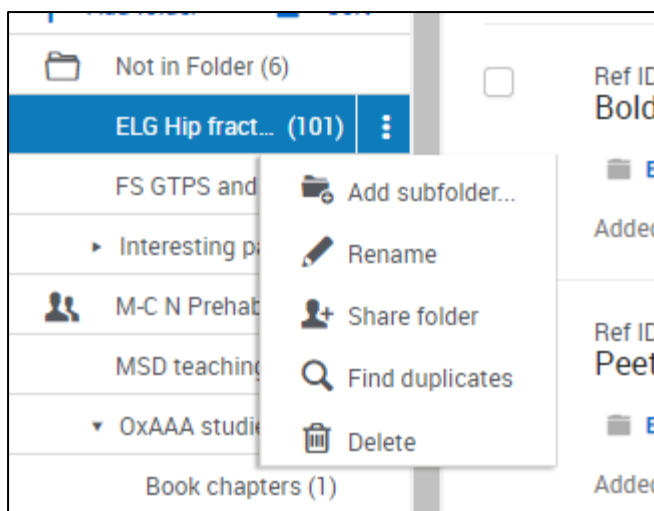 Not in Folder (6)
ELG Hip fract... (101)
FS GTPS and
Interesting
M-C N Prehab
MSD teaching
OxAAA studie
Book chapters (1)
Add subfolder...
Rename
Share folder
Find duplicates
Delete
Ref ID
Bold
Added
Ref ID
Peet
Added